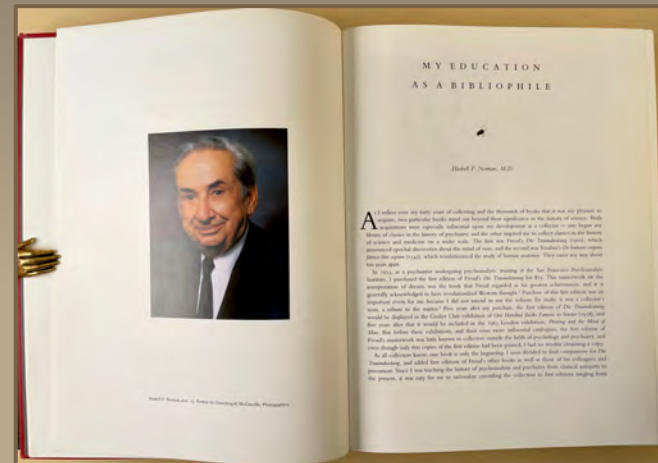 MY EDUCATION
AS A BIBLIOPHILE
Haskell F. Norman, M.D.
As I reflect over my forty years of collecting and the thousands of books that it was my pleasure to
acquire, two particular books stand out beyond their significance in the history of science. Both
acquisitions were especially influential upon my development as a collector — one began my
library of classics in the history of psychiatry, and the other inspired me to collect classics in the history
of science and medicine on a wider scale. The first was Freud's Die Traumdeutung (1900), which
announced epochal discoveries about the mind of man, and the second was Vesalius's De humani corporis
fabrica libri septem (1543), which revolutionized the study of human anatomy. They came my way about
ten years apart.
In 1953, as a psychiatrist undergoing psychoanalytic training at the San Francisco Psychoanalytic
Institute, I purchased the first edition of Freud's Die Traumdeutung for $75. This masterwork on the
interpretation of dreams was the book that Freud regarded as his greatest achievement, and it is
generally acknowledged to have revolutionized Western thought. Purchase of this first edition was an
important event for me because I did not intend to use the volume for study; it was a collector's
item, a tribute to the master. Five years after my purchase, the first edition of Die Traumdeutung
would be displayed in the Grolier Club exhibition of One Hundred Books Famous in Science (1958), and
five years after that it would be included in the 1963 London exhibition, Printing and the Mind of
Man. But before these exhibitions, and their even more influential catalogues, the first edition of
Freud's masterwork was little known to collectors outside the fields of psychology and psychiatry, and
even though only 600 copies of the first edition had been printed, I had no trouble obtaining a copy.
As all collectors know, one book is only the beginning. I soon decided to find companions for Die
Traumdeutung, and added first editions of Freud's other books as well as those of his colleagues and
precursors. Since I was teaching the history of psychoanalysis and psychiatry from classical antiquity to
the present, it was easy for me to rationalize extending the collection to first editions ranging from